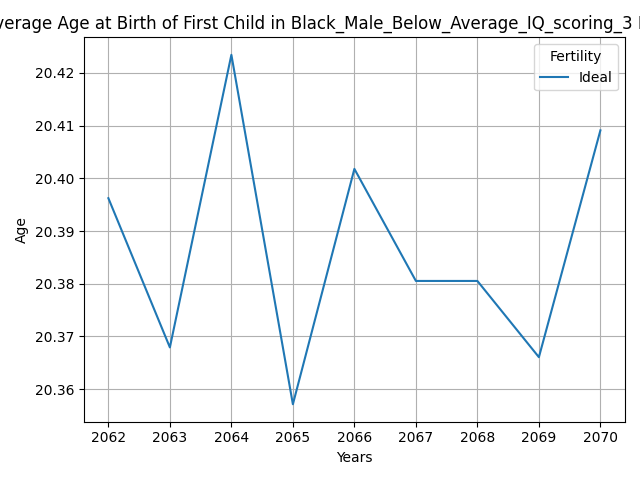 verage Age at Birth of First Child in Black_Male_Below_Average_IQ_scoring_3
Fertility
Ideal
20.42
20.41
20.40
20.39
20.38
20.37
20.36
Age
2062 2063 2064 2065 2066 2067 2068 2069 2070
Years